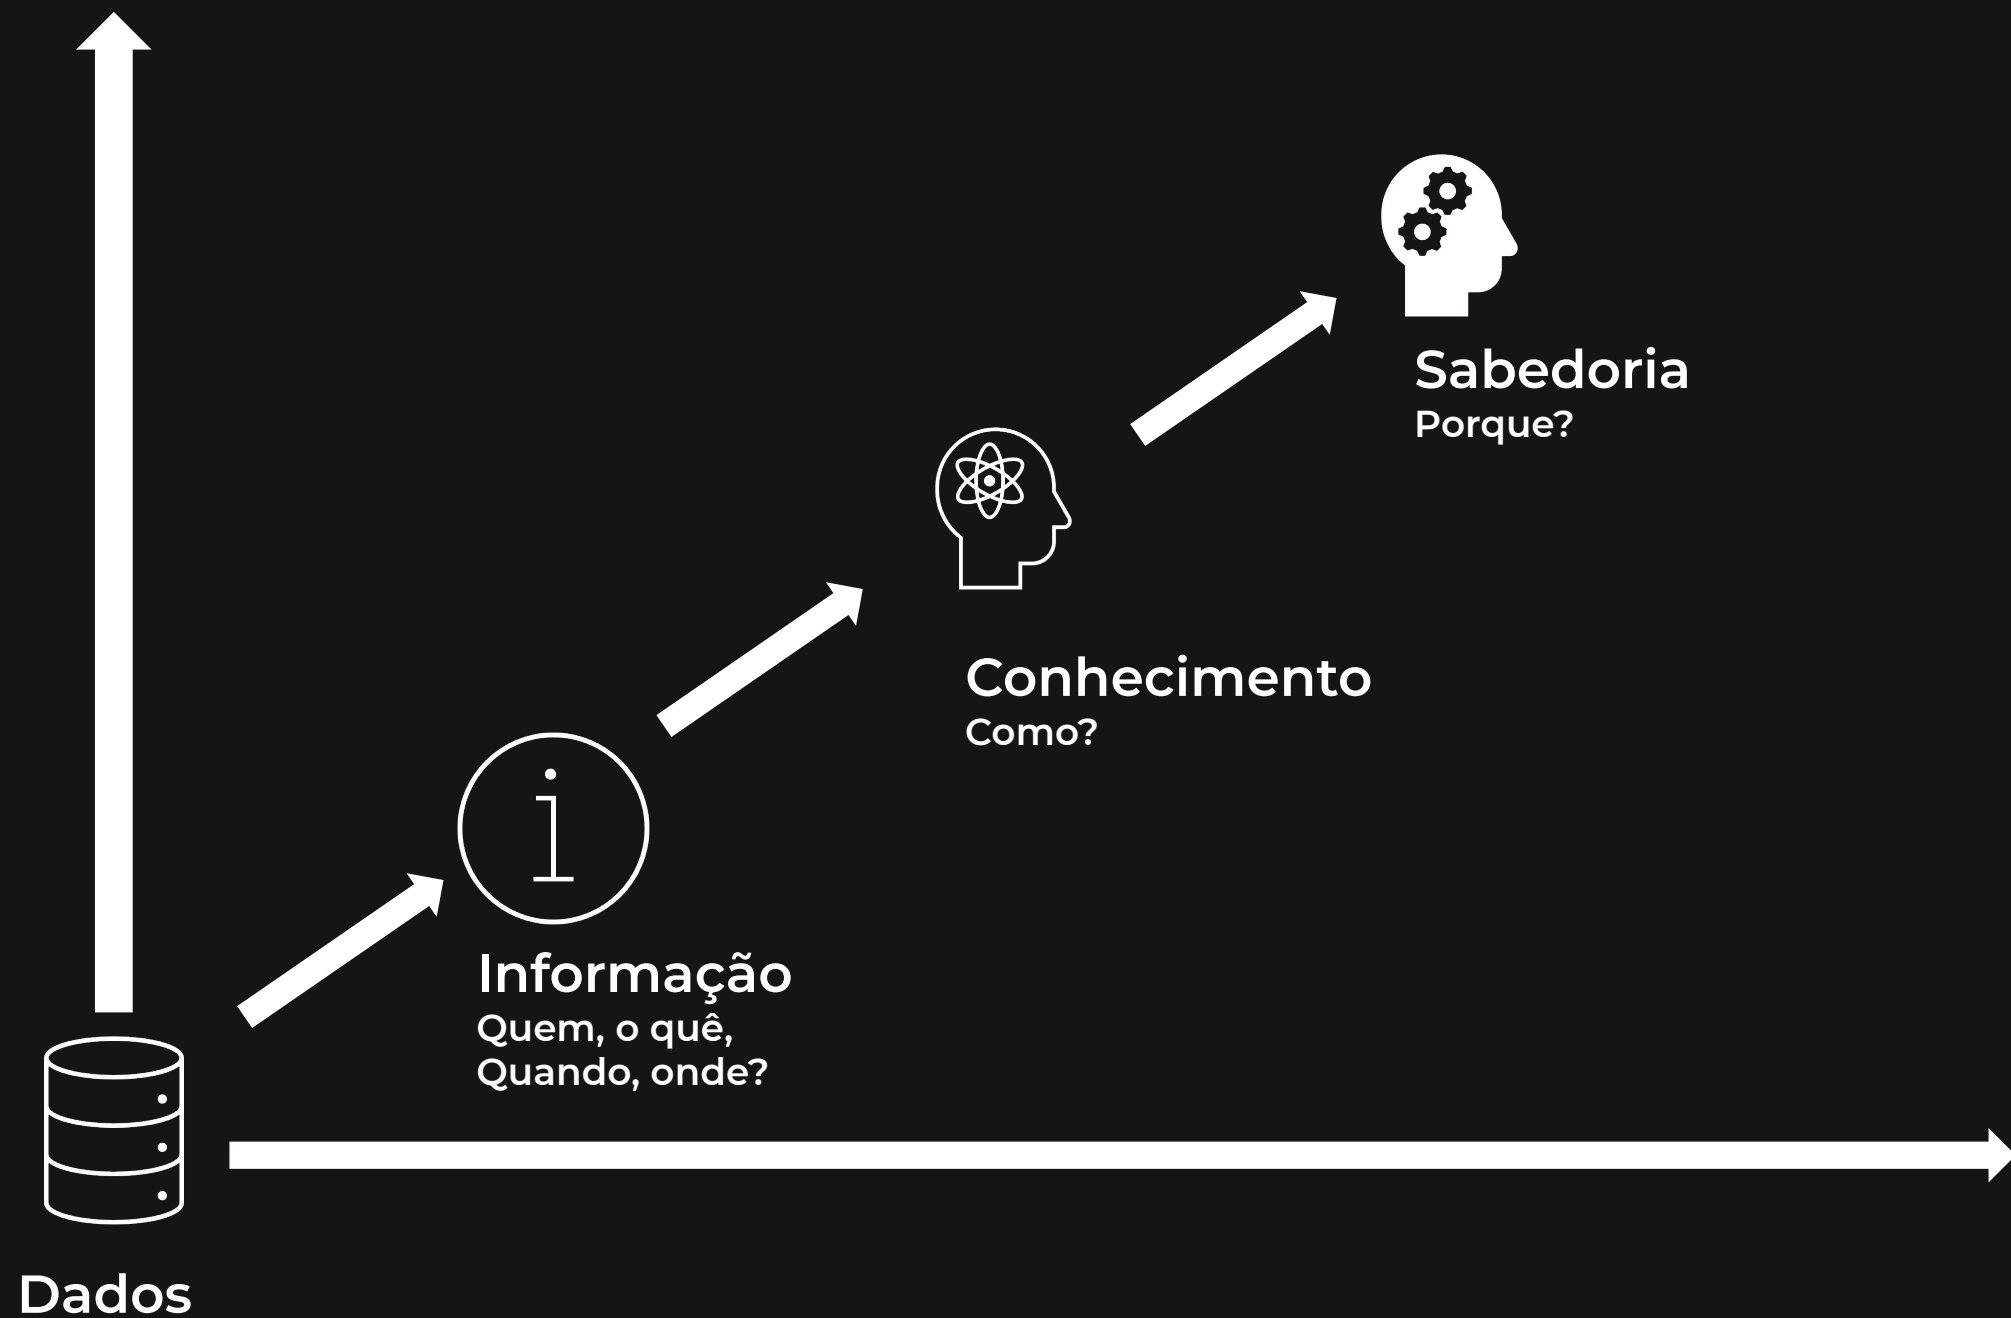 Sabedoria
Porque?
Conhecimento
Como?
Informação
Quem, o quê,
Quando, onde?
Dados